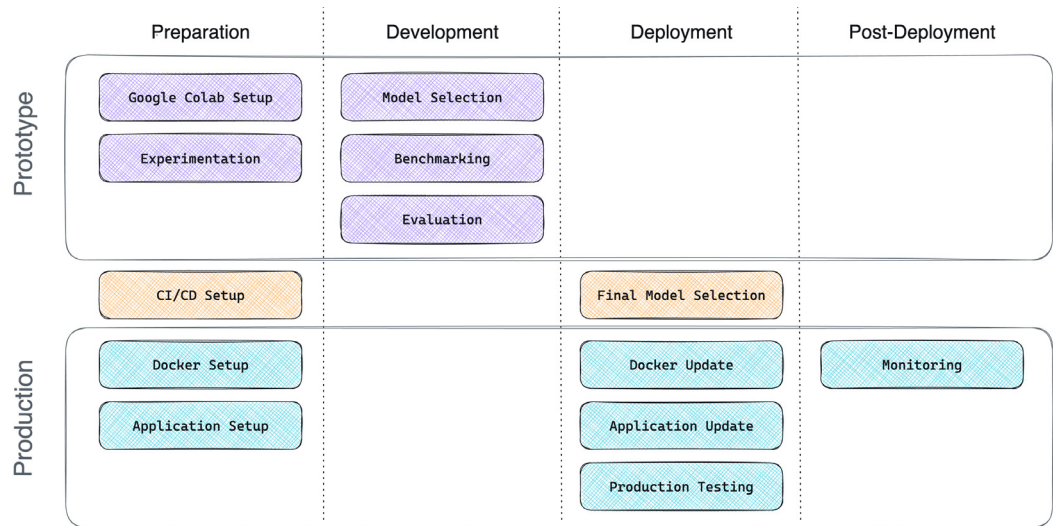 Preparation
Development
Deployment
Post-Deployment
Prototype
Google Colab Setup
Model Selection
Experimentation
Benchmarking
Evaluation
CI/CD Setup
Final Model Selection
Production
Docker Setup
Docker Update
Monitoring
Application Setup
Application Update
Production Testing